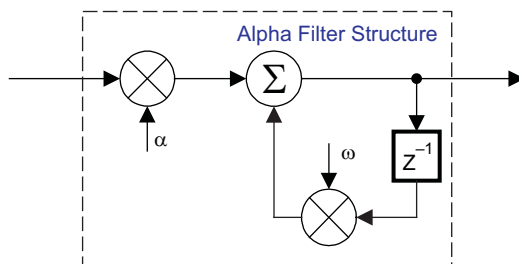 Alpha Filter Structure
Σ
α
ω
Z⁻¹